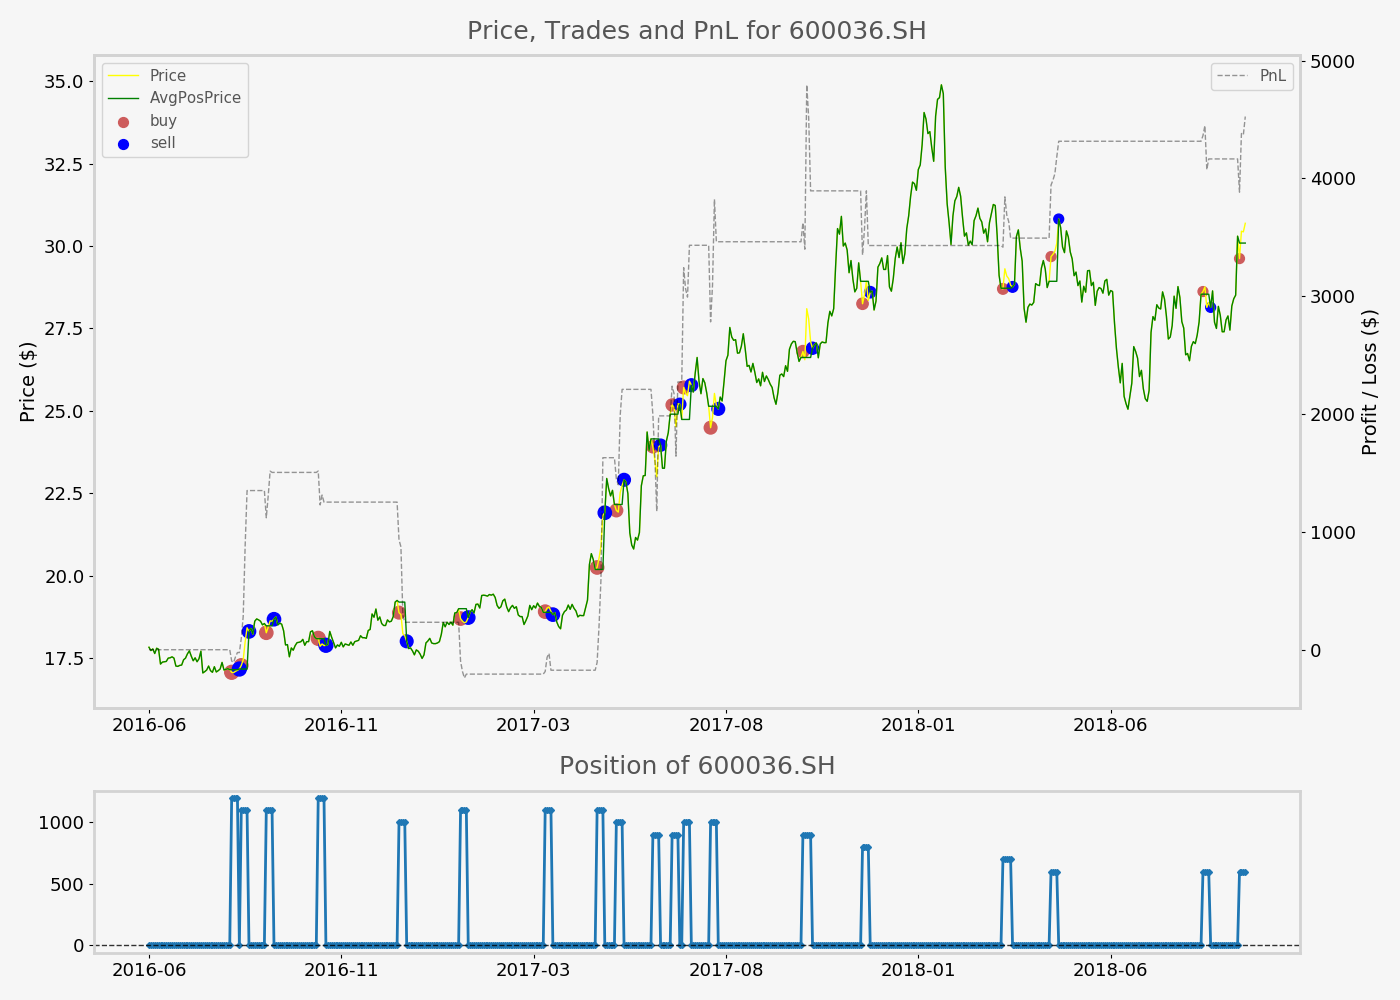 Price, Trades and PnL for 600036.SH
Price
AvgPosPrice
buy
sell
PnL
35.0
32.5
30.0
27.5
25.0
22.5
20.0
17.5
Price ($)
5000
4000
3000
2000
1000
0
Profit / Loss ($)
2016-06 2016-11 2017-03 2017-08 2018-01 2018-06
Position of 600036.SH
1000
500
0
2016-06 2016-11 2017-03 2017-08 2018-01 2018-06